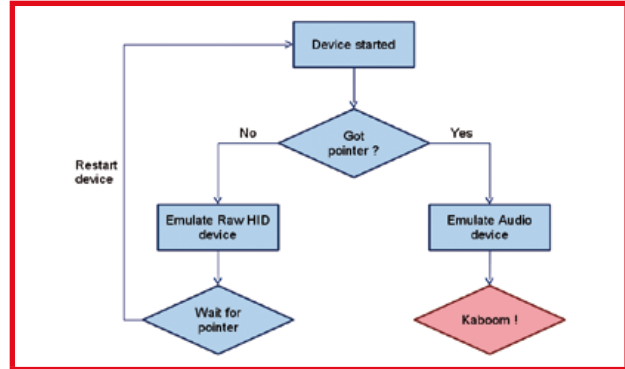 Device started
Got
pointer ?
No
Yes
Restart
device
Emulate Raw HID
device
Emulate Audio
device
Wait for
pointer
Kaboom !